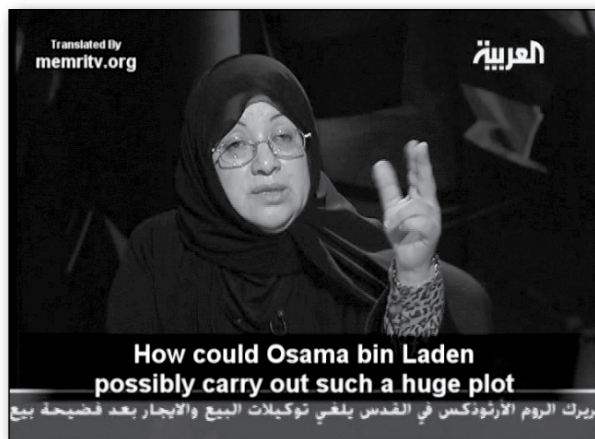 Translated By
memritv.org
العربية
How could Osama bin Laden
possibly carry out such a huge plot
يرك الروم الأرثوذكس في القدس يلغي توكيلات البيع والايجار بعد فضيحة بيع